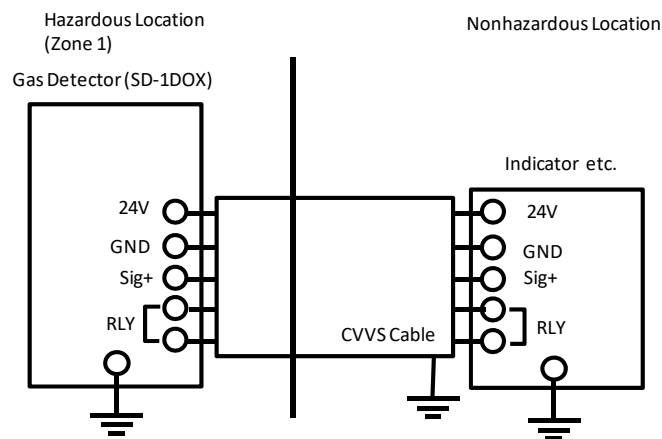 Hazardous Location
(Zone 1)
Nonhazardous Location
Gas Detector (SD-1DOX)
Indicator etc.
24V
GND
Sig+
RLY
CVVS Cable
24V
GND
Sig+
RLY